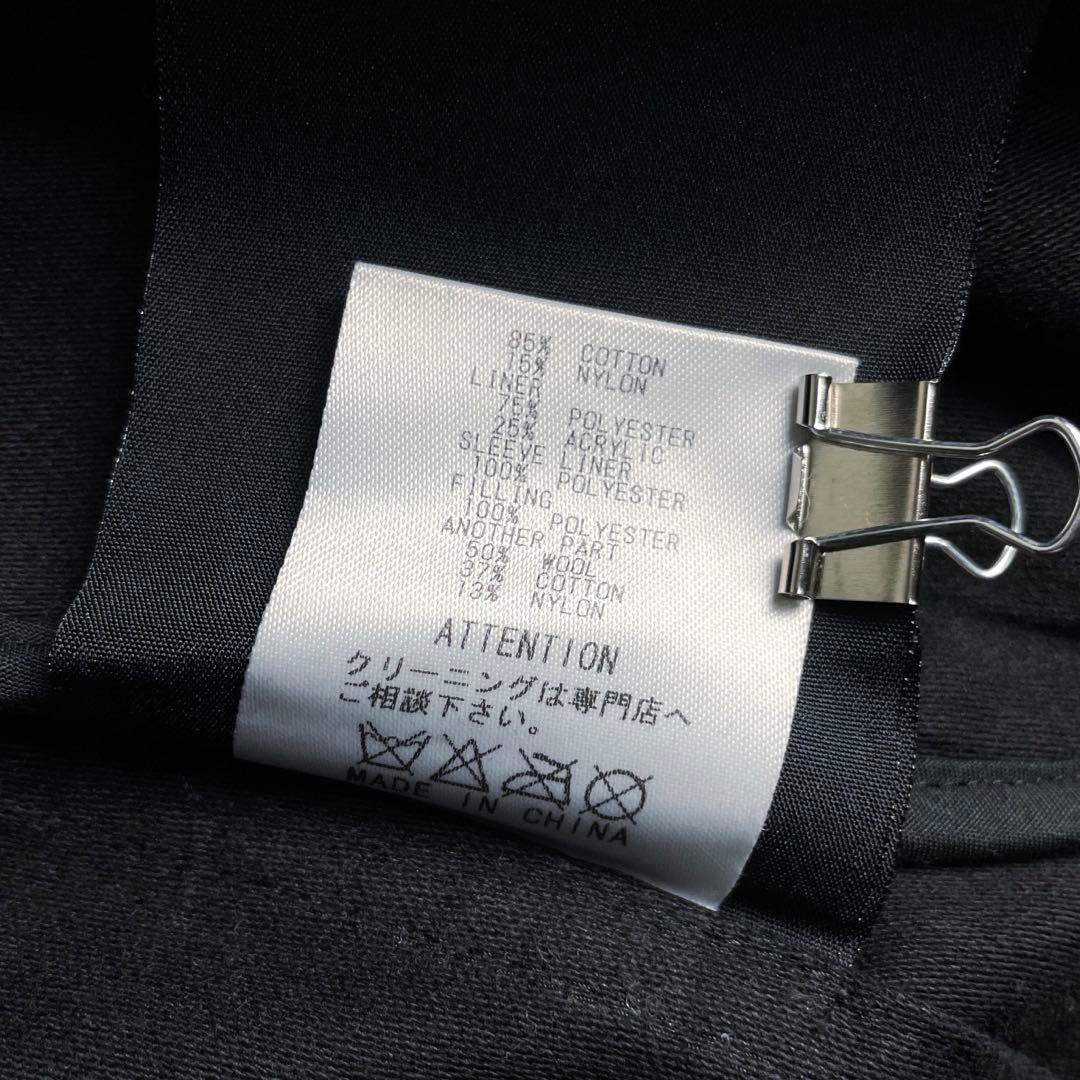 85% COTTON
15% NYLON
LINER
75% POLYESTER
25% ACRYLIC
SLEEVE LINER
100% POLYESTER
FILLING
100% POLYESTER
ANOTHER PART
50% WOOL
37% COTTON
13% NYLON
ATTENTION
クリーニングは専門店へ
ご相談下さい。
MADE IN CHINA